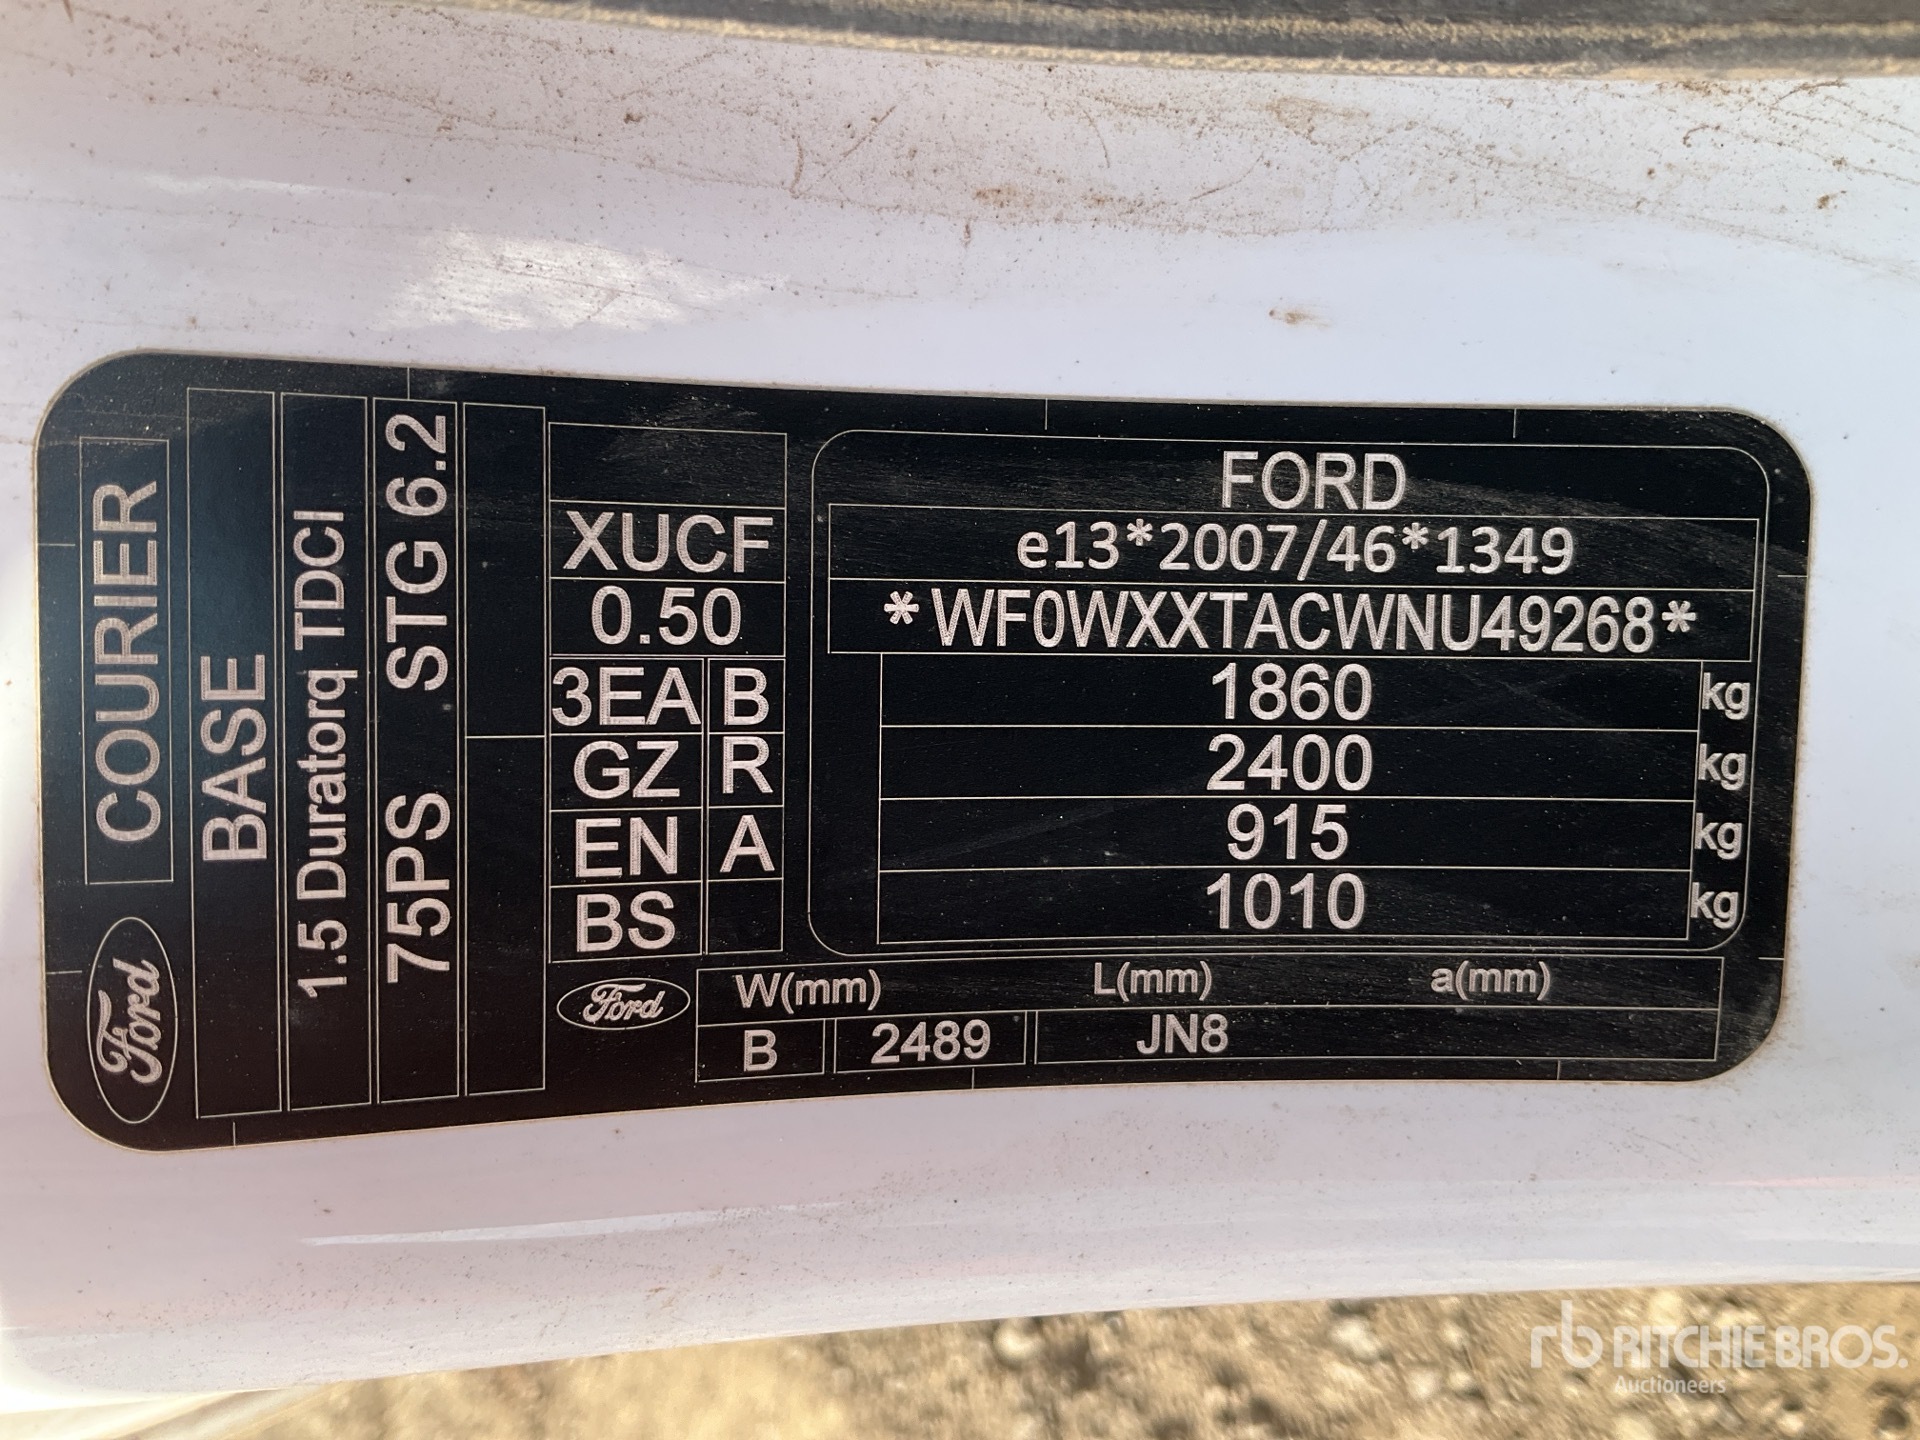 Ford COURIER
BASE
1.5 Duratorq TDCI
75PS STG 6.2
XUCF
0.50
3EA B
GZ R
EN A
BS
Ford
FORD
e13*2007/46*1349
*WF0WXXTACWNU49268*
1860 kg
2400 kg
915 kg
1010 kg
W(mm) L(mm) a(mm)
B 2489 JN8
rb RITCHIE BROS.
Auctioneers